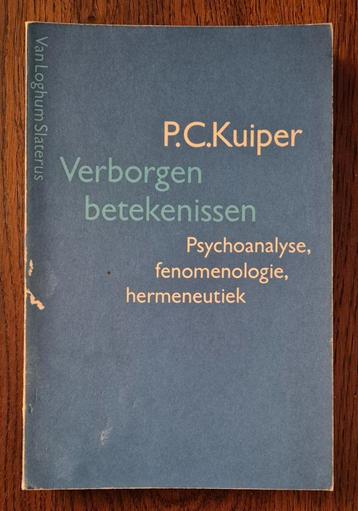 Van Loghum Slaterus
P.C.Kuiper
Verborgen
betekenissen
Psychoanalyse,
fenomenologie,
hermeneutiek